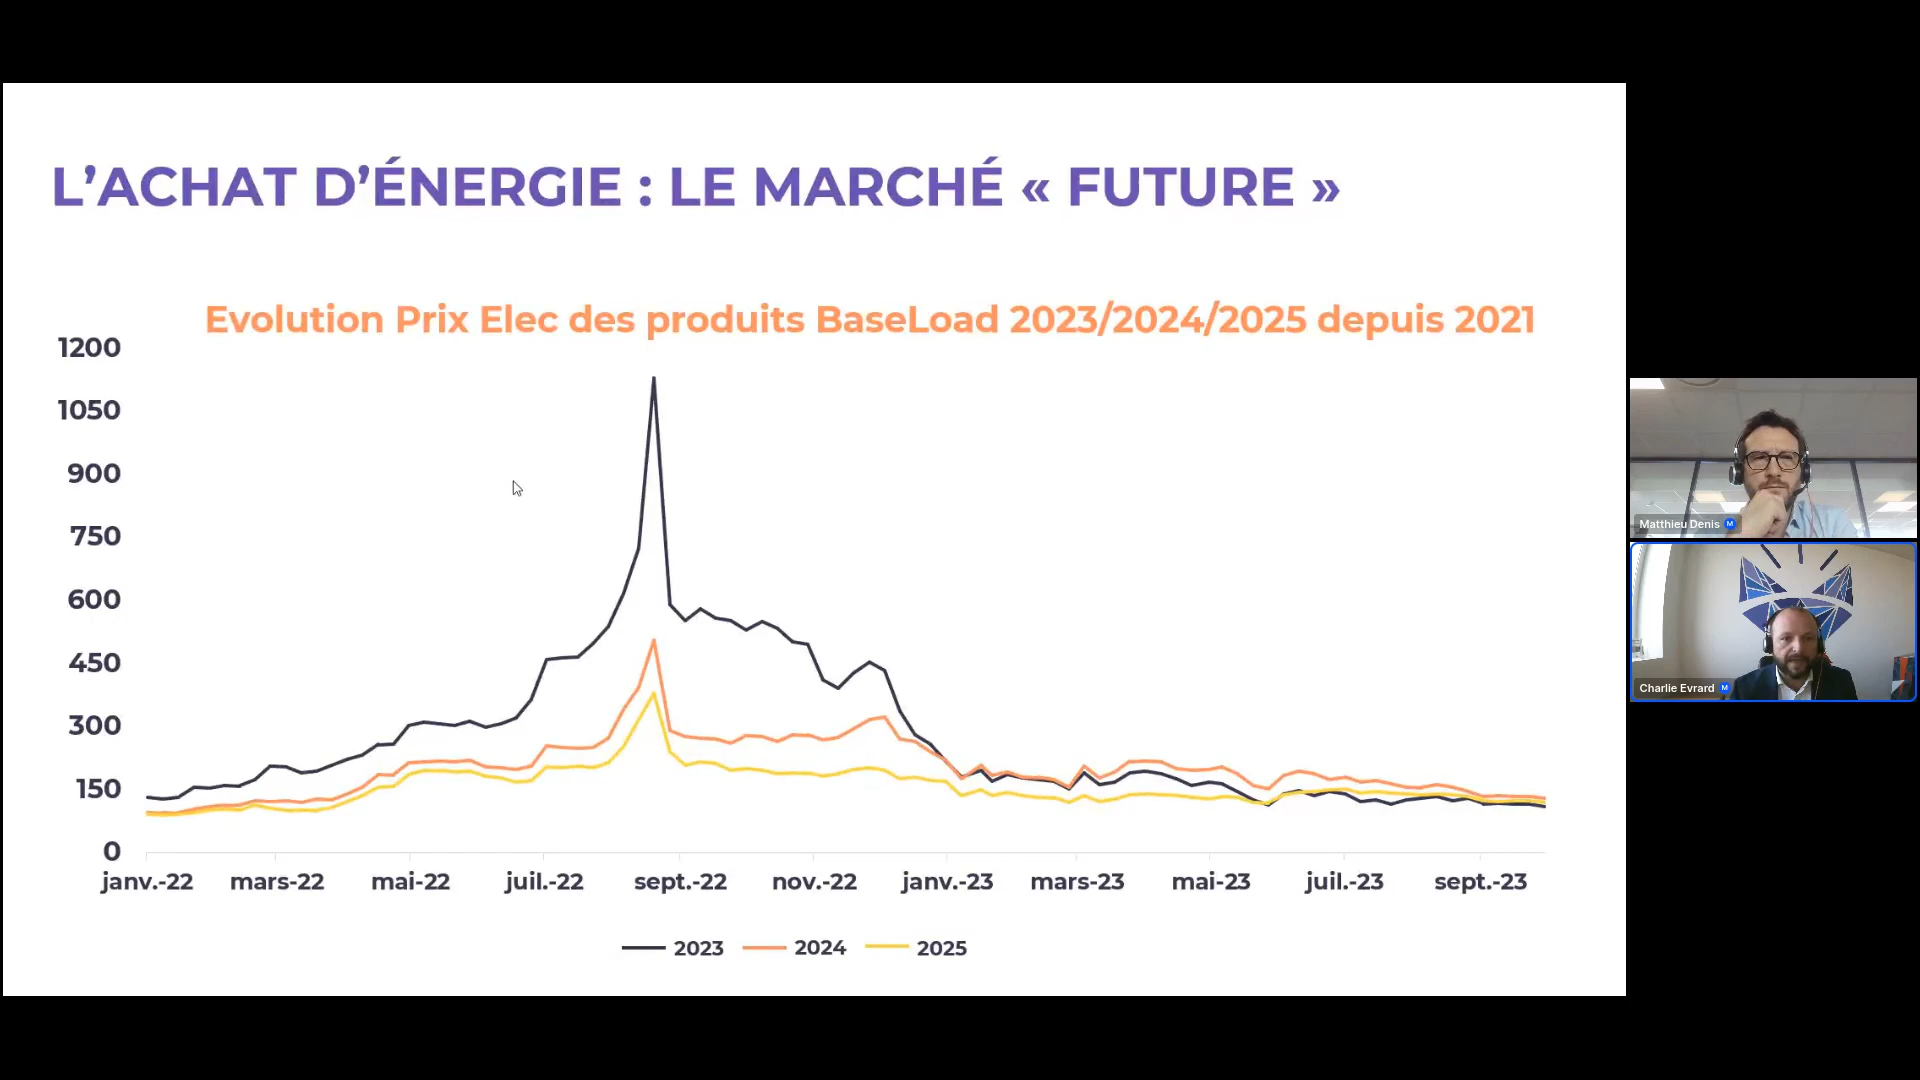 L'ACHAT D'ÉNERGIE : LE MARCHÉ « FUTURE »
Evolution Prix Elec des produits BaseLoad 2023/2024/2025 depuis 2021
1200
1050
900
750
600
450
300
150
0
janv.-22 mars-22 mai-22 juil.-22 sept.-22 nov.-22 janv.-23 mars-23 mai-23 juil.-23 sept.-23
2023 2024 2025
Matthieu Denis M
Charlie Evrard M